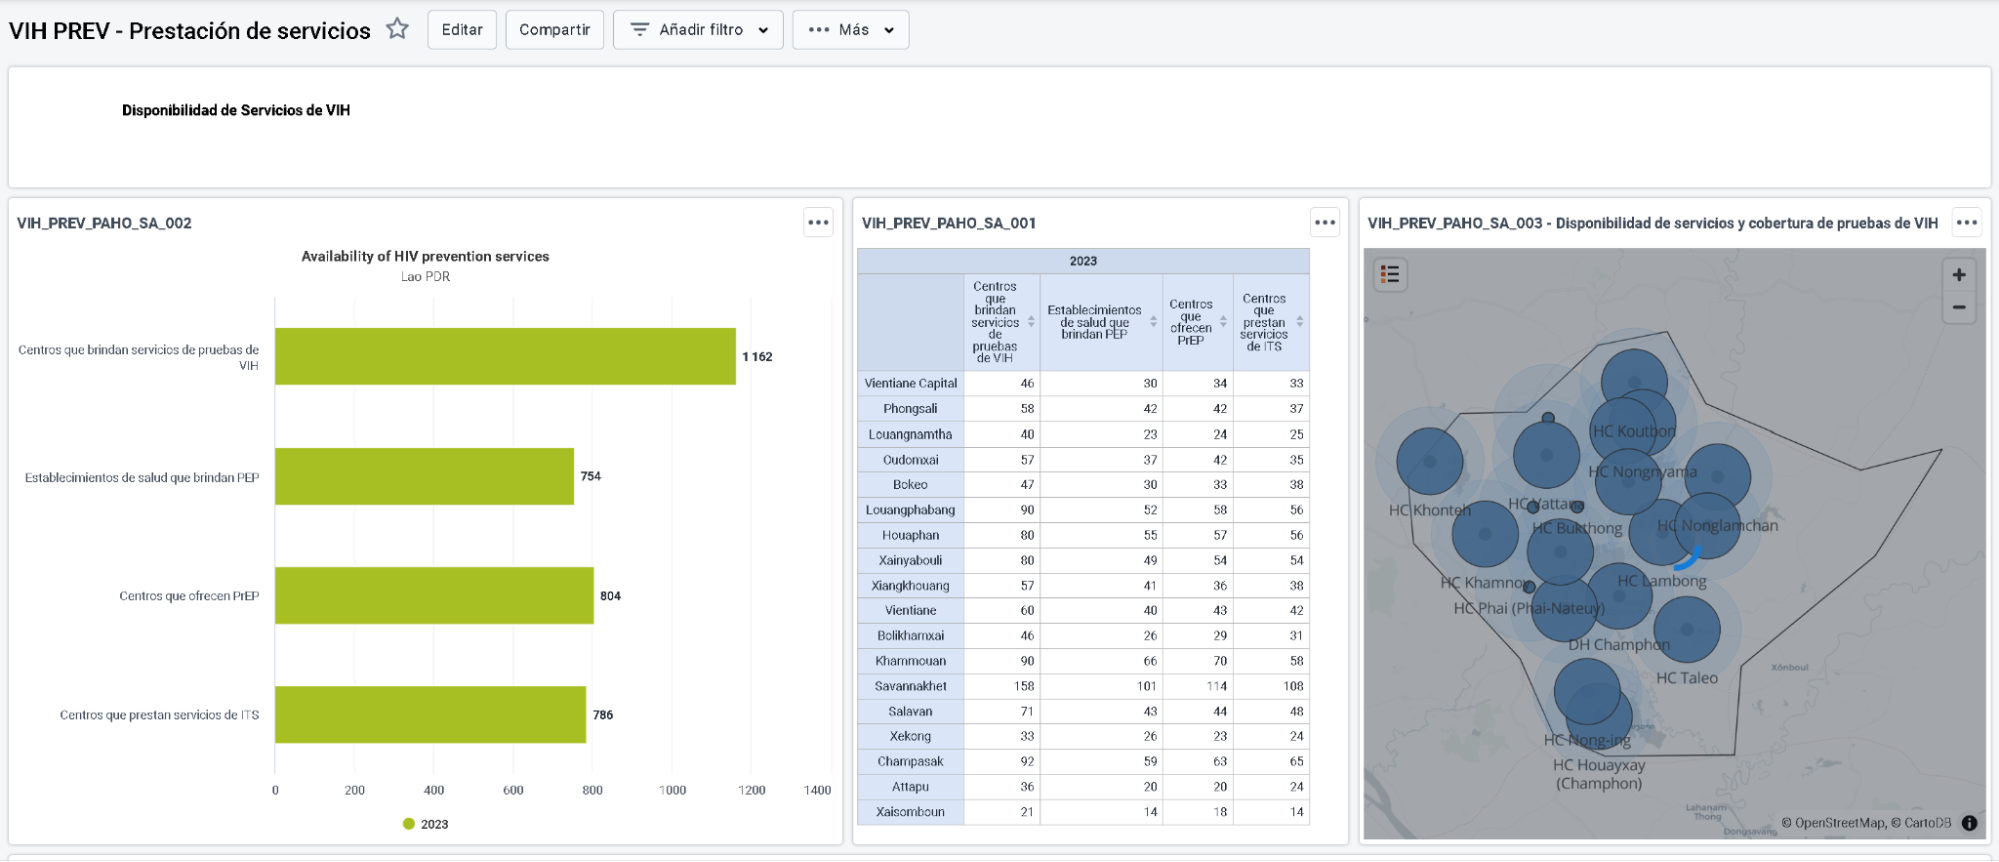 VIH PREV - Prestación de servicios
Editar
Compartir
Añadir filtro
Más
Disponibilidad de Servicios de VIH
VIH_PREV_PAHO_SA_002
Availability of HIV prevention services
Lao PDR
Centros que brindan servicios de pruebas de
VIH
1 162
Establecimientos de salud que brindan PEP
754
Centros que ofrecen PrEP
804
Centros que prestan servicios de ITS
786
0 200 400 600 800 1000 1200 1400
2023
VIH_PREV_PAHO_SA_001
2023
Centros
que
brindan
servicios
de
pruebas
de VIH
Establecimientos
de salud que
brindan PEP
Centros
que
ofrecen
PrEP
Centros
que
prestan
servicios
de ITS
Vientiane Capital 46 30 34 33
Phongsali 58 42 42 37
Louangnamtha 40 23 24 25
Oudomxai 57 37 42 35
Bokeo 47 30 33 38
Louangphabang 90 52 58 56
Houaphan 80 55 57 56
Xainyabouli 80 49 54 54
Xiangkhouang 57 41 36 38
Vientiane 60 40 43 42
Bolikhamxai 46 26 29 31
Khammouan 90 66 70 58
Savannakhet 158 101 114 108
Salavan 71 43 44 48
Xekong 33 26 23 24
Champasak 92 59 63 65
Attapu 36 20 20 24
Xaisomboun 21 14 18 14
VIH_PREV_PAHO_SA_003 - Disponibilidad de servicios y cobertura de pruebas de VIH
HC Koutbon
HC Nongnyama
HC Khonteh
HC Vattana
HC Bukthong
HC Nonglamchan
HC Khamnoy
HC Lambong
HC Phai (Phai-Nateuy)
DH Champhon
HC Taleo
Xônboul
HC Nong-ing
HC Houayxay
(Champhon)
Lahanam
Thong
Dongsavang
© OpenStreetMap, © CartoDB